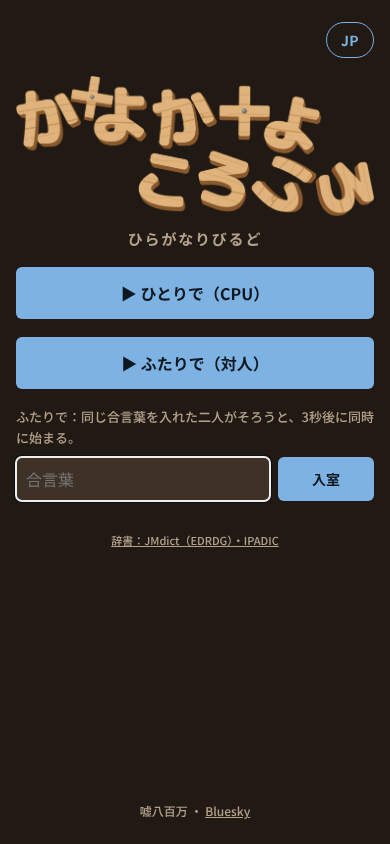 JP
かなかな
ころころ
ひらがなりびるど
▶ ひとりで（CPU）
▶ ふたりで（対人）
ふたりで：同じ合言葉を入れた二人がそろうと、3秒後に同時
に始まる。
合言葉
入室
辞書：JMdict（EDRDG）・IPADIC
嘘八百万 ・ Bluesky